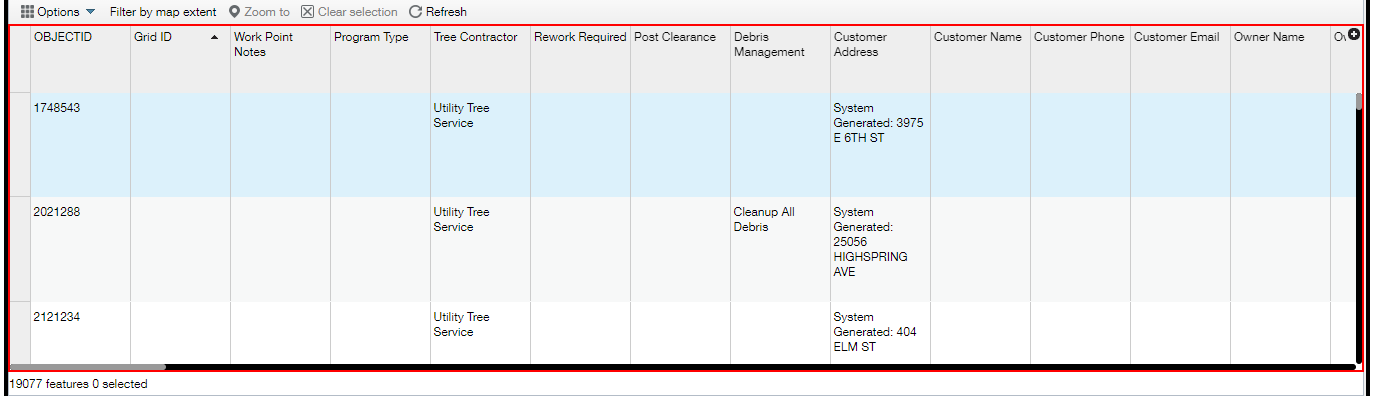 Options Filter by map extent Zoom to Clear selection Refresh
OBJECTID Grid ID Work Point Notes Program Type Tree Contractor Rework Required Post Clearance Debris Management Customer Address Customer Name Customer Phone Customer Email Owner Name
1748543 Utility Tree Service System Generated: 3975 E 6TH ST
2021288 Utility Tree Service Cleanup All Debris System Generated: 25056 HIGHSPRING AVE
2121234 Utility Tree Service System Generated: 404 ELM ST
19077 features 0 selected